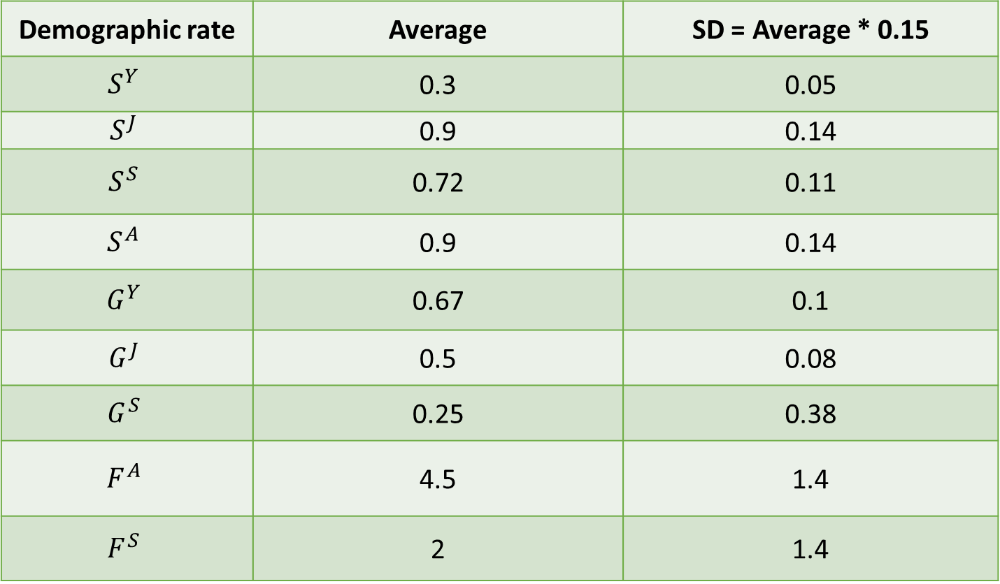 Demographic rate Average SD = Average * 0.15
S^Y 0.3 0.05
S^J 0.9 0.14
S^S 0.72 0.11
S^A 0.9 0.14
G^Y 0.67 0.1
G^J 0.5 0.08
G^S 0.25 0.38
F^A 4.5 1.4
F^S 2 1.4